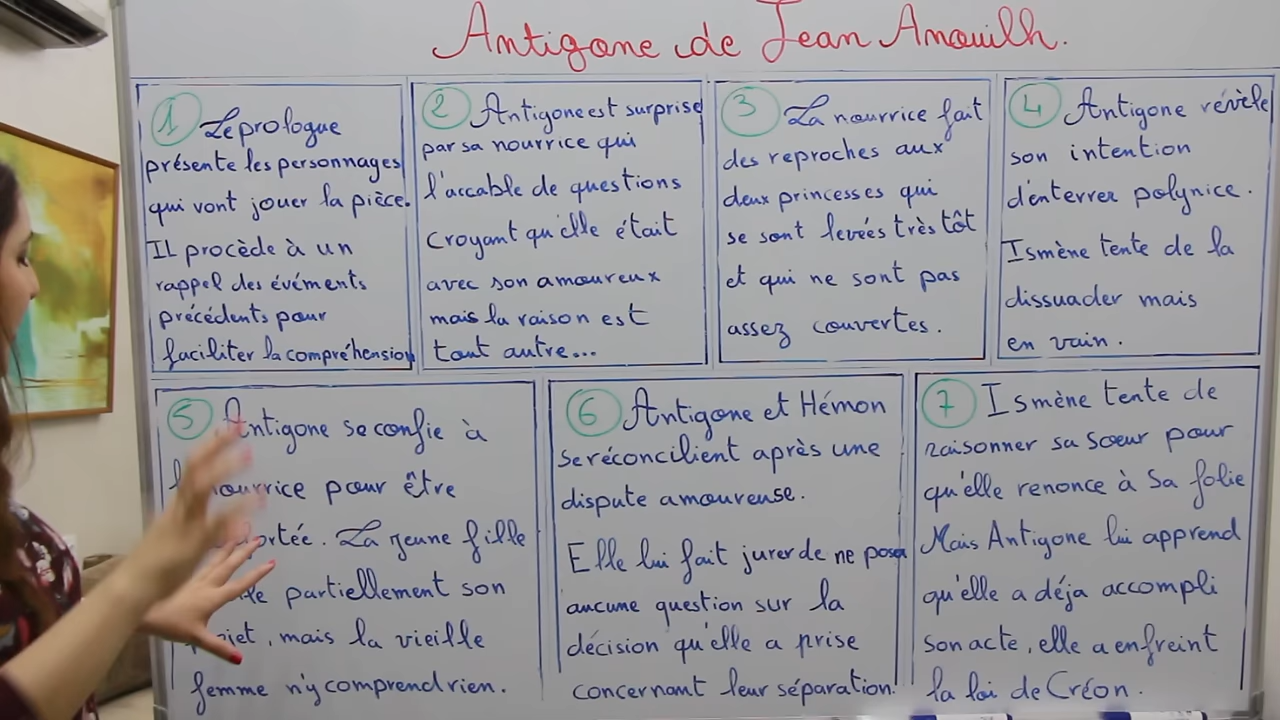 Antigone de Jean Anouilh.
1 Le prologue
présente les personnages
qui vont jouer la pièce.
Il procède à un
rappel des événents
précédents pour
faciliter la compréhension
2 Antigone est surprise
par sa nourrice qui
l'accable de questions
croyant qu'elle était
avec son amoureux
mais la raison est
tout autre...
3 La nourrice fait
des reproches aux
deux princesses qui
se sont levées très tôt
et qui ne sont pas
assez couvertes.
4 Antigone révèle
son intention
d'enterrer polynice.
Ismène tente de la
dissuader mais
en vain.
5 Antigone se confie à
pour être
La jeune fille
partiellement son
mais la vieille
femme n'y comprend rien.
6 Antigone et Hémon
se réconcilient après une
dispute amoureuse.
Elle lui fait jurer de ne poser
aucune question sur la
décision qu'elle a prise
concernant leur séparation.
7 Ismène tente de
raisonner sa sœur pour
qu'elle renonce à sa folie
Mais Antigone lui apprend
qu'elle a déja accompli
son acte, elle a enfreint
la loi de Créon.